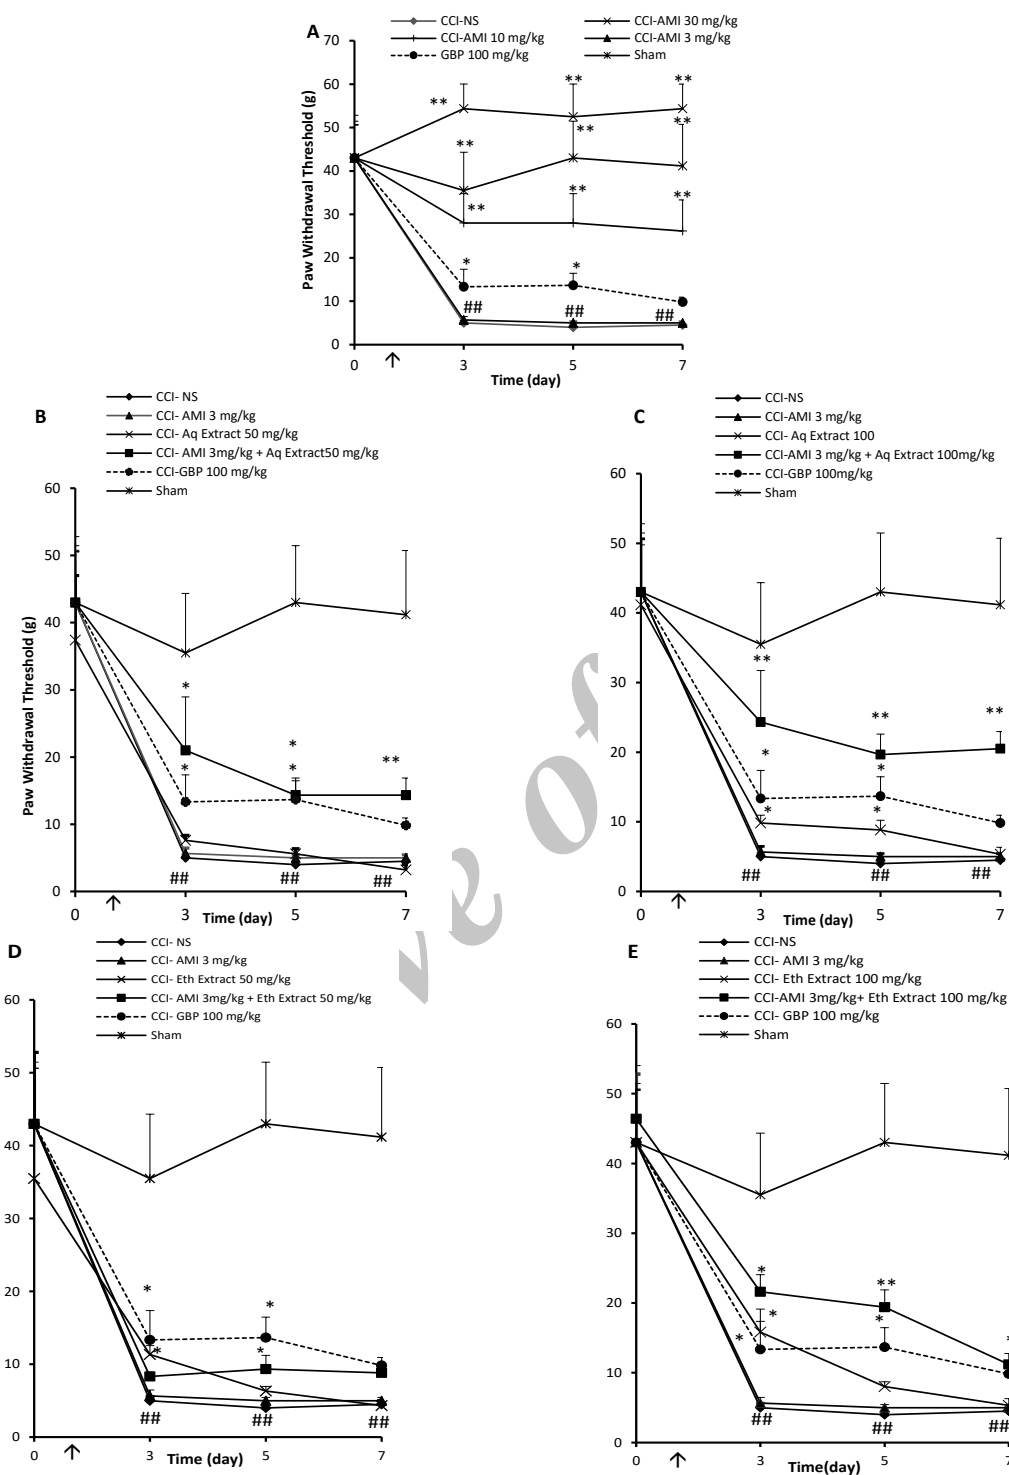 A
CCI-NS
CCI-AMI 30 mg/kg
CCI-AMI 10 mg/kg
CCI-AMI 3 mg/kg
GBP 100 mg/kg
Sham
Paw Withdrawal Threshold (g)
70
60
50
40
30
20
10
0
** ** **
** ** **
** ** **
* *
## ## ##
0 3 5 7
↑
Time (day)
B
CCI- NS
CCI- AMI 3 mg/kg
CCI- Aq Extract 50 mg/kg
CCI- AMI 3mg/kg + Aq Extract50 mg/kg
CCI-GBP 100 mg/kg
Sham
Paw Withdrawal Threshold (g)
60
50
40
30
20
10
0
* * **
* *
## ## ##
0 3 5 7
↑
Time (day)
C
CCI-NS
CCI-AMI 3 mg/kg
CCI- Aq Extract 100
CCI-AMI 3 mg/kg + Aq Extract 100mg/kg
CCI-GBP 100mg/kg
Sham
60
50
40
30
20
10
0
** ** **
* *
* *
## ## ##
0 3 5 7
↑
Time (day)
ve of
D
CCI- NS
CCI- AMI 3 mg/kg
CCI- Eth Extract 50 mg/kg
CCI- AMI 3mg/kg + Eth Extract 50 mg/kg
CCI- GBP 100 mg/kg
Sham
60
50
40
30
20
10
0
* *
* *
## ## ##
0 3 5 7
↑
Time (day)
E
CCI-NS
CCI- AMI 3 mg/kg
CCI- Eth Extract 100 mg/kg
CCI-AMI 3mg/kg+ Eth Extract 100 mg/kg
CCI- GBP 100 mg/kg
Sham
60
50
40
30
20
10
0
* **
* * * *
## ## ##
0 3 5 7
↑
Time(day)